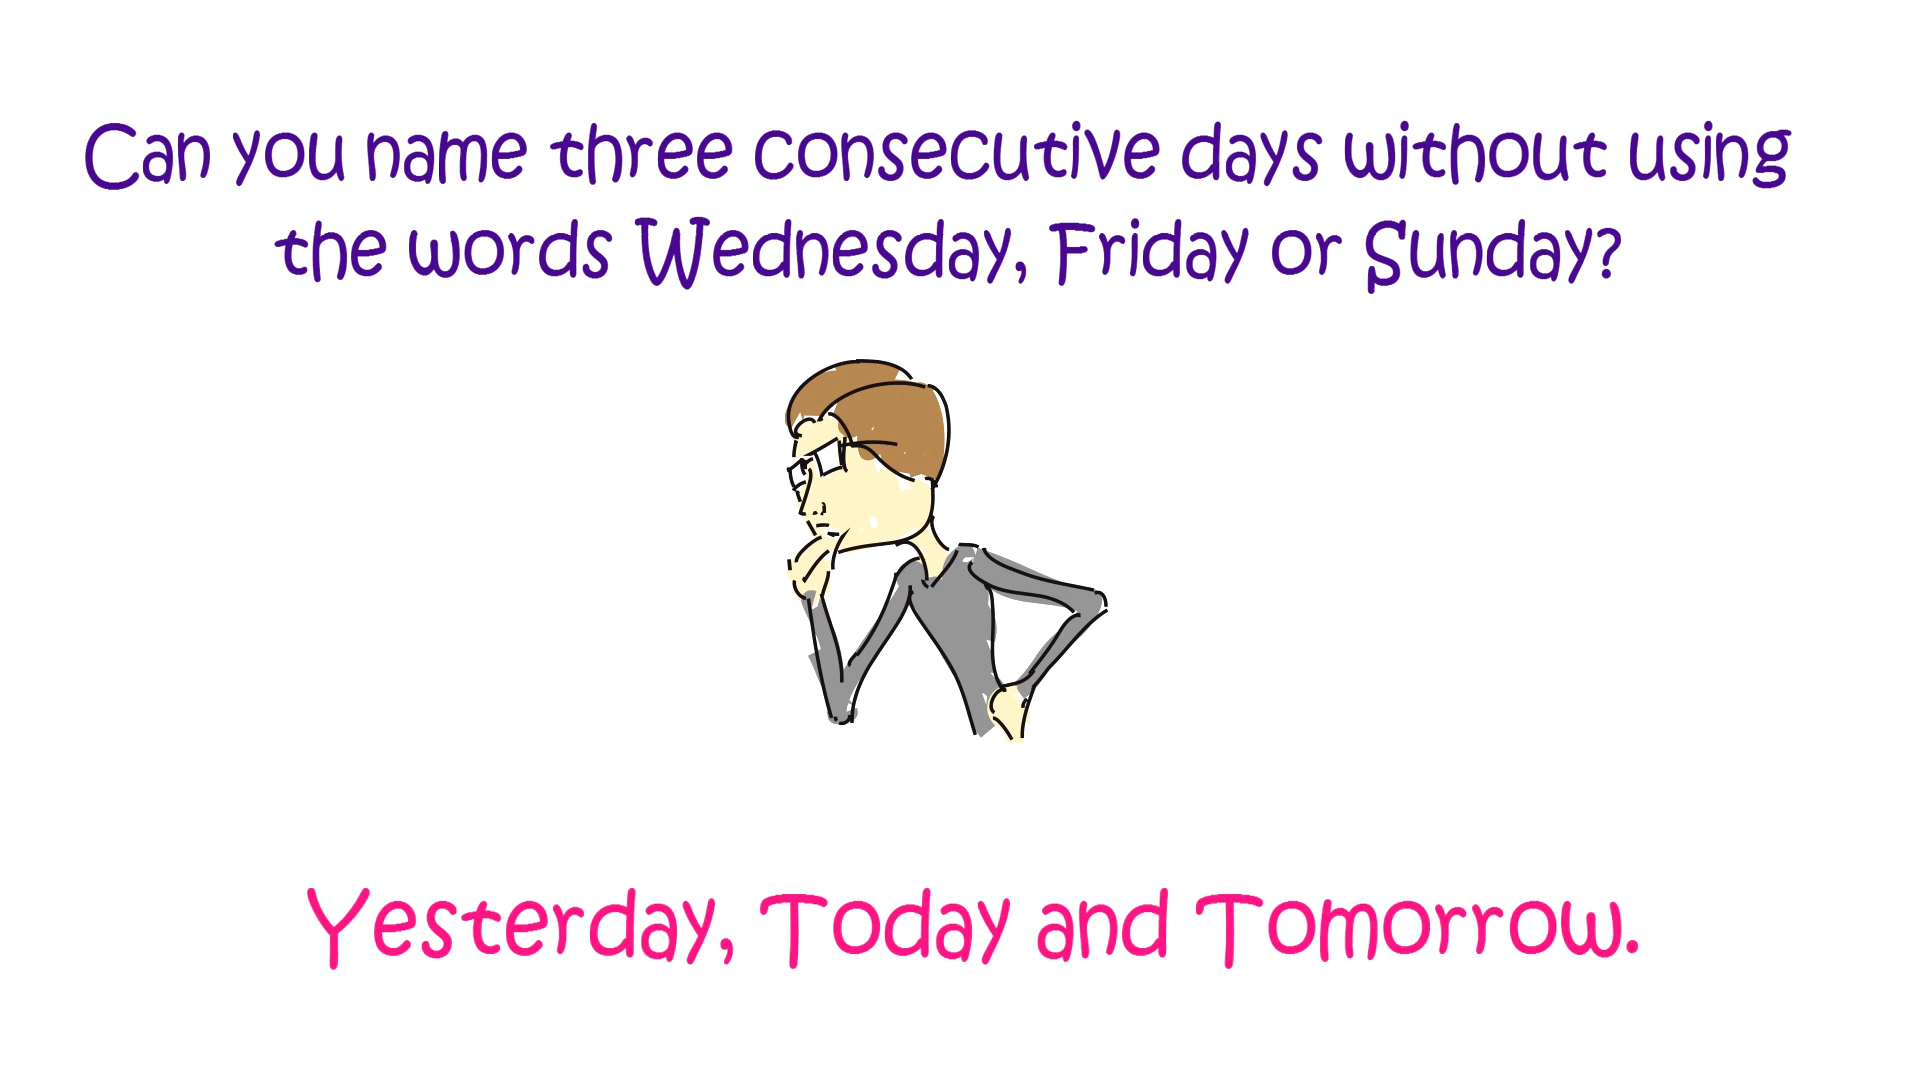 Can you name three consecutive days without using
the words Wednesday, Friday or Sunday?
Yesterday, Today and Tomorrow.